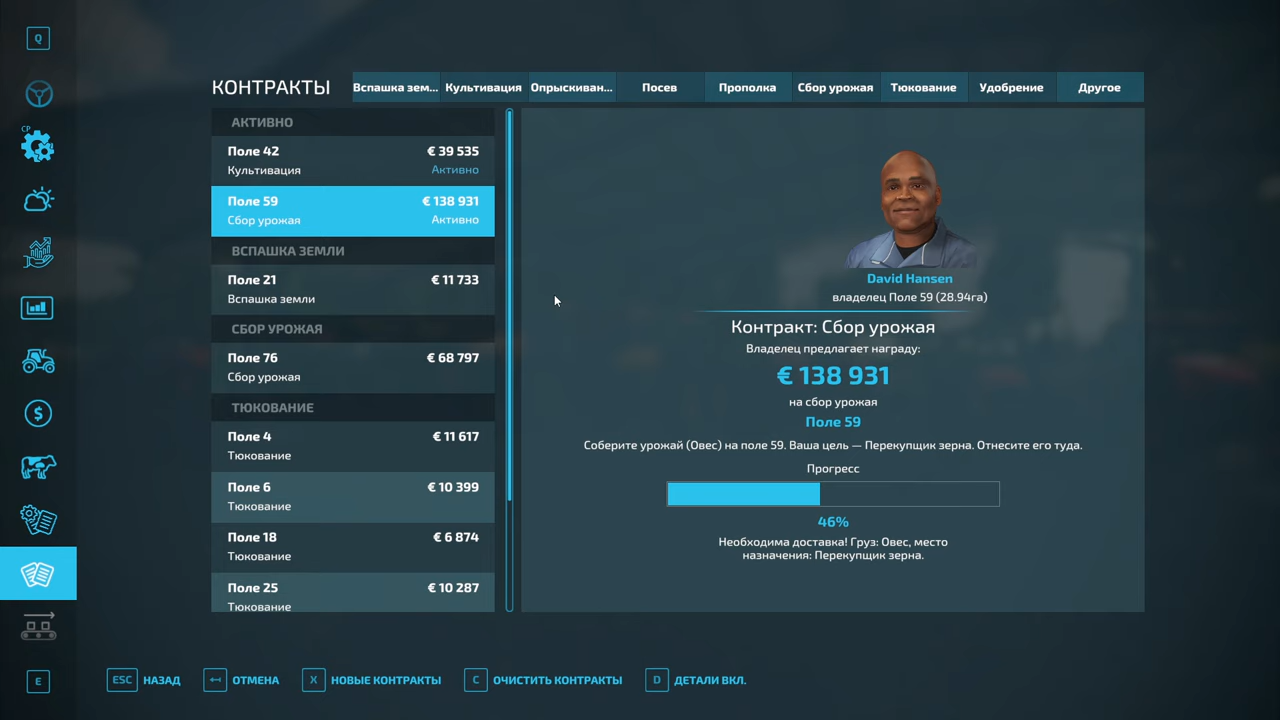 Q
КОНТРАКТЫ
Вспашка зем... Культивация Опрыскиван... Посев Прополка Сбор урожая Тюкование Удобрение Другое
CP
АКТИВНО
Поле 42 € 39 535
Культивация Активно
Поле 59 € 138 931
Сбор урожая Активно
ВСПАШКА ЗЕМЛИ
Поле 21 € 11 733
Вспашка земли
СБОР УРОЖАЯ
Поле 76 € 68 797
Сбор урожая
ТЮКОВАНИЕ
Поле 4 € 11 617
Тюкование
Поле 6 € 10 399
Тюкование
Поле 18 € 6 874
Тюкование
Поле 25 € 10 287
Тюкование
David Hansen
владелец Поле 59 (28.94га)
Контракт: Сбор урожая
Владелец предлагает награду:
€ 138 931
на сбор урожая
Поле 59
Соберите урожай (Овес) на поле 59. Ваша цель — Перекупщик зерна. Отнесите его туда.
Прогресс
46%
Необходима доставка! Груз: Овес, место
назначения: Перекупщик зерна.
E
ESC НАЗАД ОТМЕНА X НОВЫЕ КОНТРАКТЫ C ОЧИСТИТЬ КОНТРАКТЫ D ДЕТАЛИ ВКЛ.